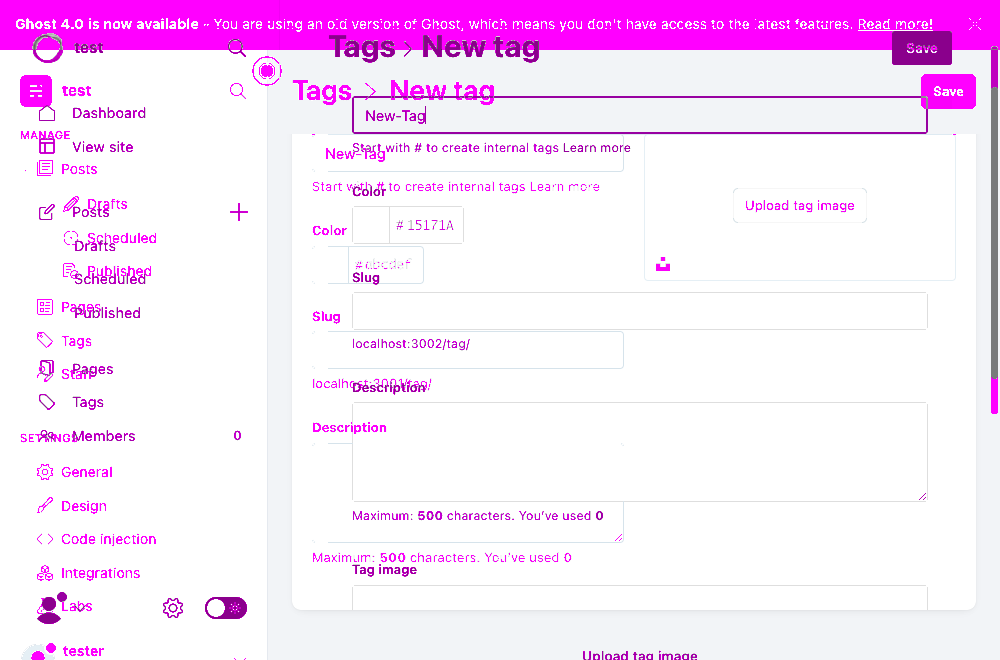 Ghost 4.0 is now available - You are using an old version of Ghost, which means you don't have access to the latest features. Read more!
test
Tags › New tag
Save
test
Tags > New tag
Save
New-Tag
Dashboard
MANAGE
View site
Start with # to create internal tags Learn more
New-Tag
Posts
Start with # to create internal tags Learn more
Color
Upload tag image
Drafts
Posts
#15171A
Color
Scheduled
Drafts
#abcdef
Published
Scheduled
Slug
Pages
Published
Slug
Tags
localhost:3002/tag/
Staff
Pages
localhost:3001/tag/
Description
Tags
Description
SETTINGS
Members
0
General
Design
Maximum: 500 characters. You've used 0
Code injection
Maximum: 500 characters. You've used 0
Integrations
Tag image
Labs
tester
Upload tag image